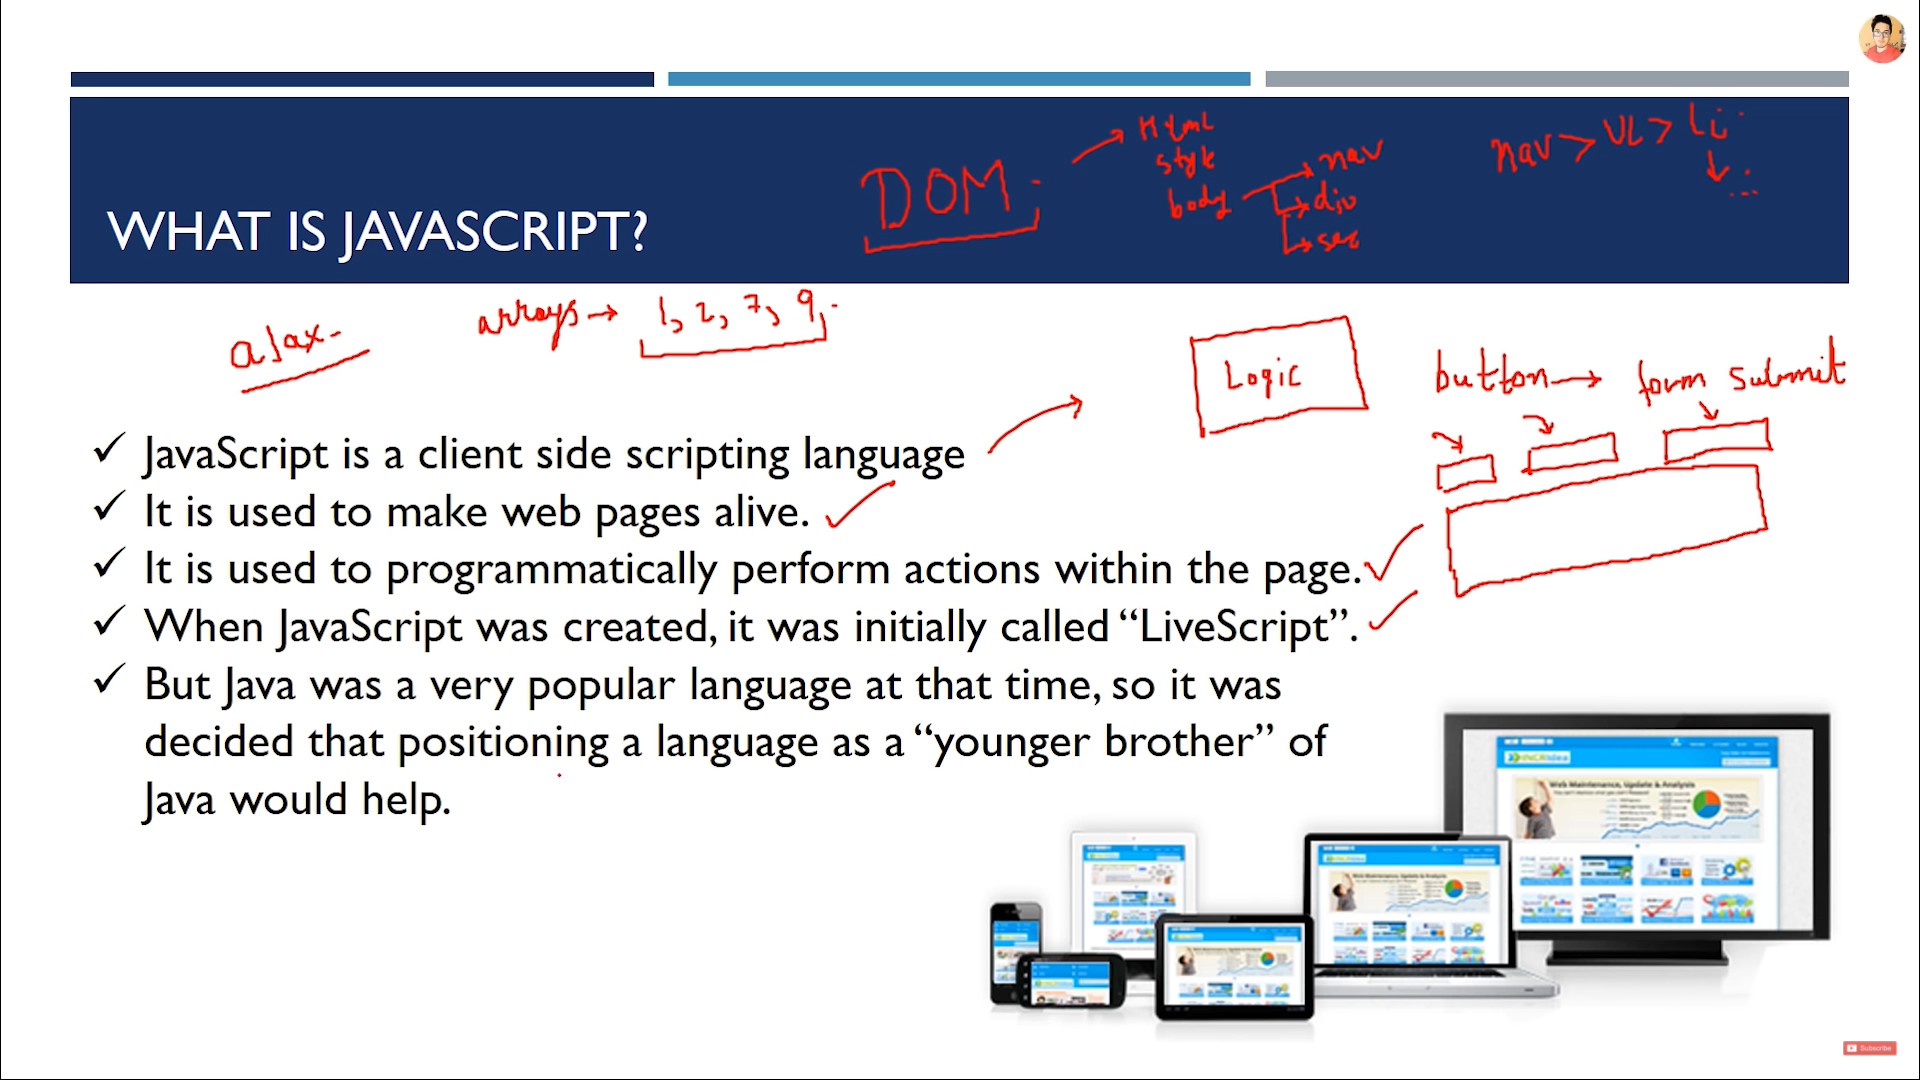 Html
style
body
nav
div
sec
nav > UL > Li
DOM
WHAT IS JAVASCRIPT?
ajax
arrays → 1, 2, 7, 9,
Logic
button → form submit
✓ JavaScript is a client side scripting language
✓ It is used to make web pages alive.
✓ It is used to programmatically perform actions within the page.
✓ When JavaScript was created, it was initially called “LiveScript”.
✓ But Java was a very popular language at that time, so it was
decided that positioning a language as a “younger brother” of
Java would help.
Web Maintenance, Update & Analysis
Subscribe